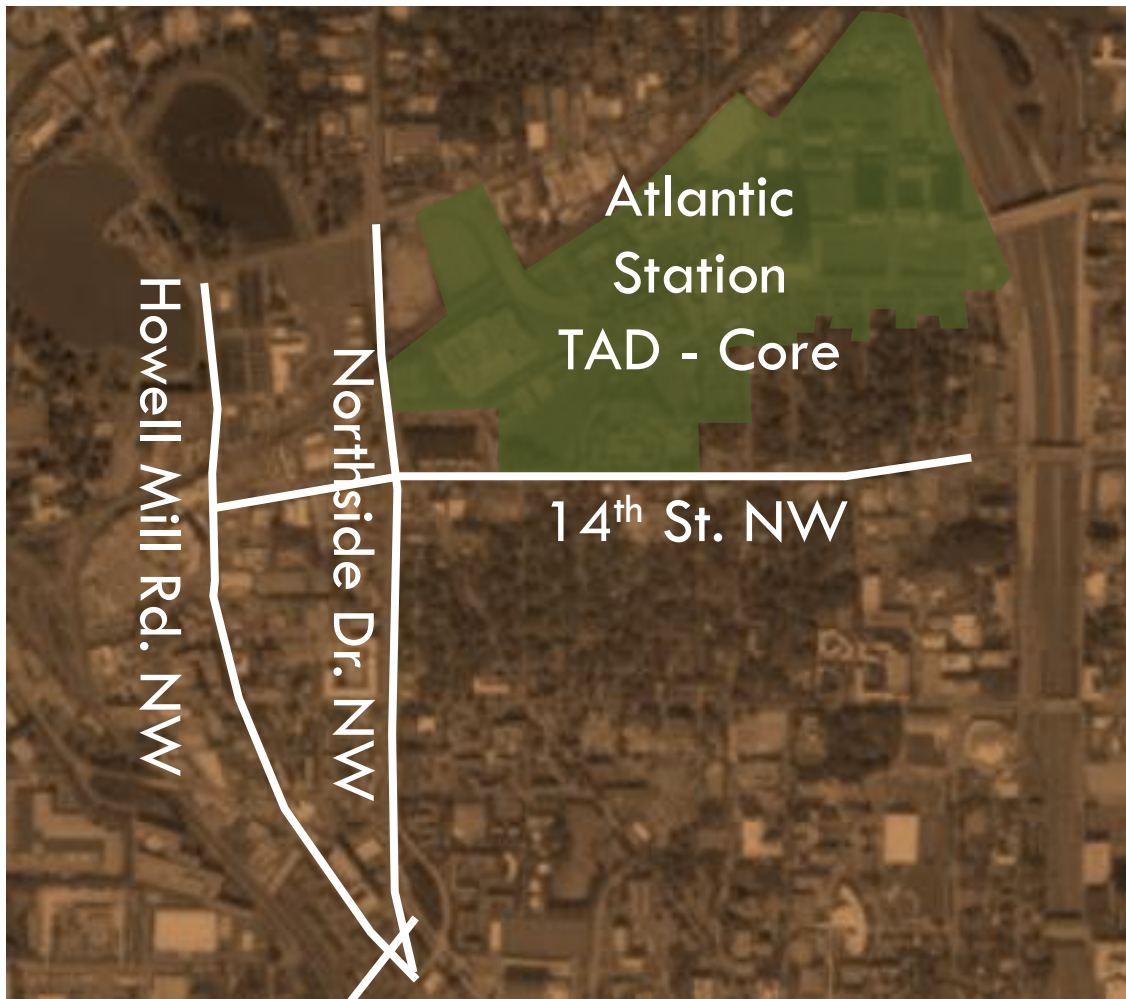 Atlantic
Station
TAD - Core
Howell Mill Rd. NW
Northside Dr. NW
14th St. NW